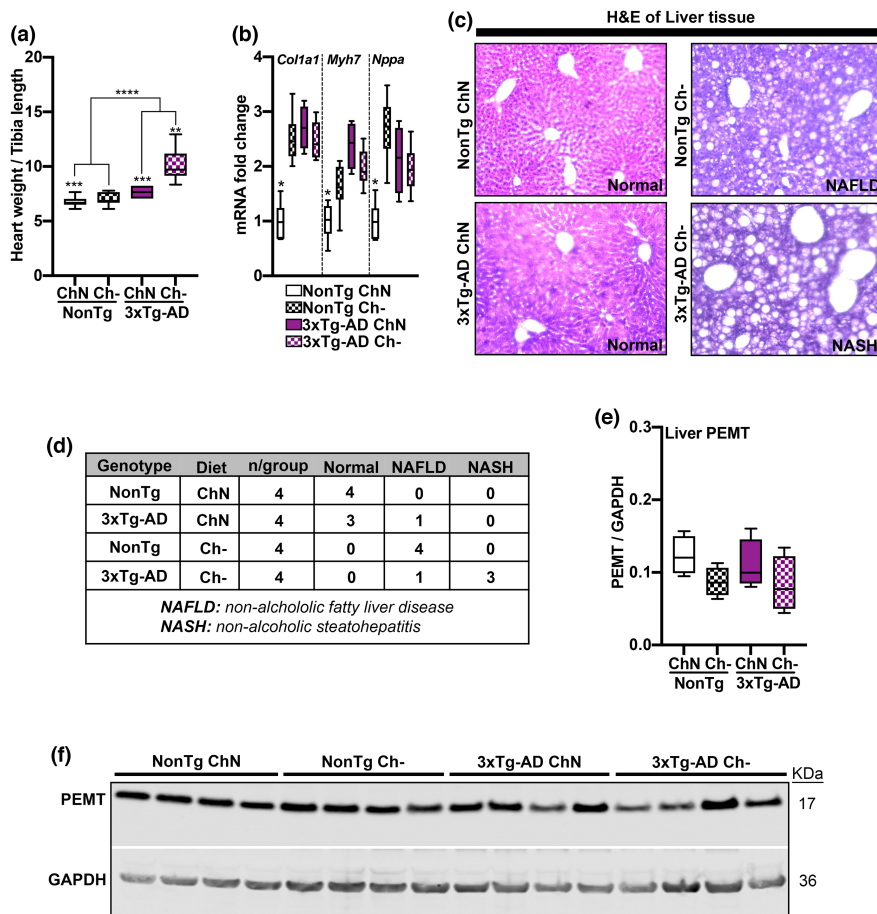 (a)
Heart weight / Tibia length
20
15
10
5
0
****
***
***
**
ChN Ch- ChN Ch-
NonTg 3xTg-AD
(b)
mRNA fold change
4
3
2
1
0
Col1a1 Myh7 Nppa
* * *
NonTg ChN
NonTg Ch-
3xTg-AD ChN
3xTg-AD Ch-
(c)
H&E of Liver tissue
NonTg ChN
Normal
NonTg Ch-
NAFLD
3xTg-AD ChN
Normal
3xTg-AD Ch-
NASH
(d)
Genotype Diet n/group Normal NAFLD NASH
NonTg ChN 4 4 0 0
3xTg-AD ChN 4 3 1 0
NonTg Ch- 4 0 4 0
3xTg-AD Ch- 4 0 1 3
NAFLD: non-alchololic fatty liver disease
NASH: non-alcoholic steatohepatitis
(e)
Liver PEMT
PEMT / GAPDH
0.3
0.2
0.1
0.0
ChN Ch- ChN Ch-
NonTg 3xTg-AD
(f)
NonTg ChN NonTg Ch- 3xTg-AD ChN 3xTg-AD Ch-
KDa
PEMT 17
GAPDH 36